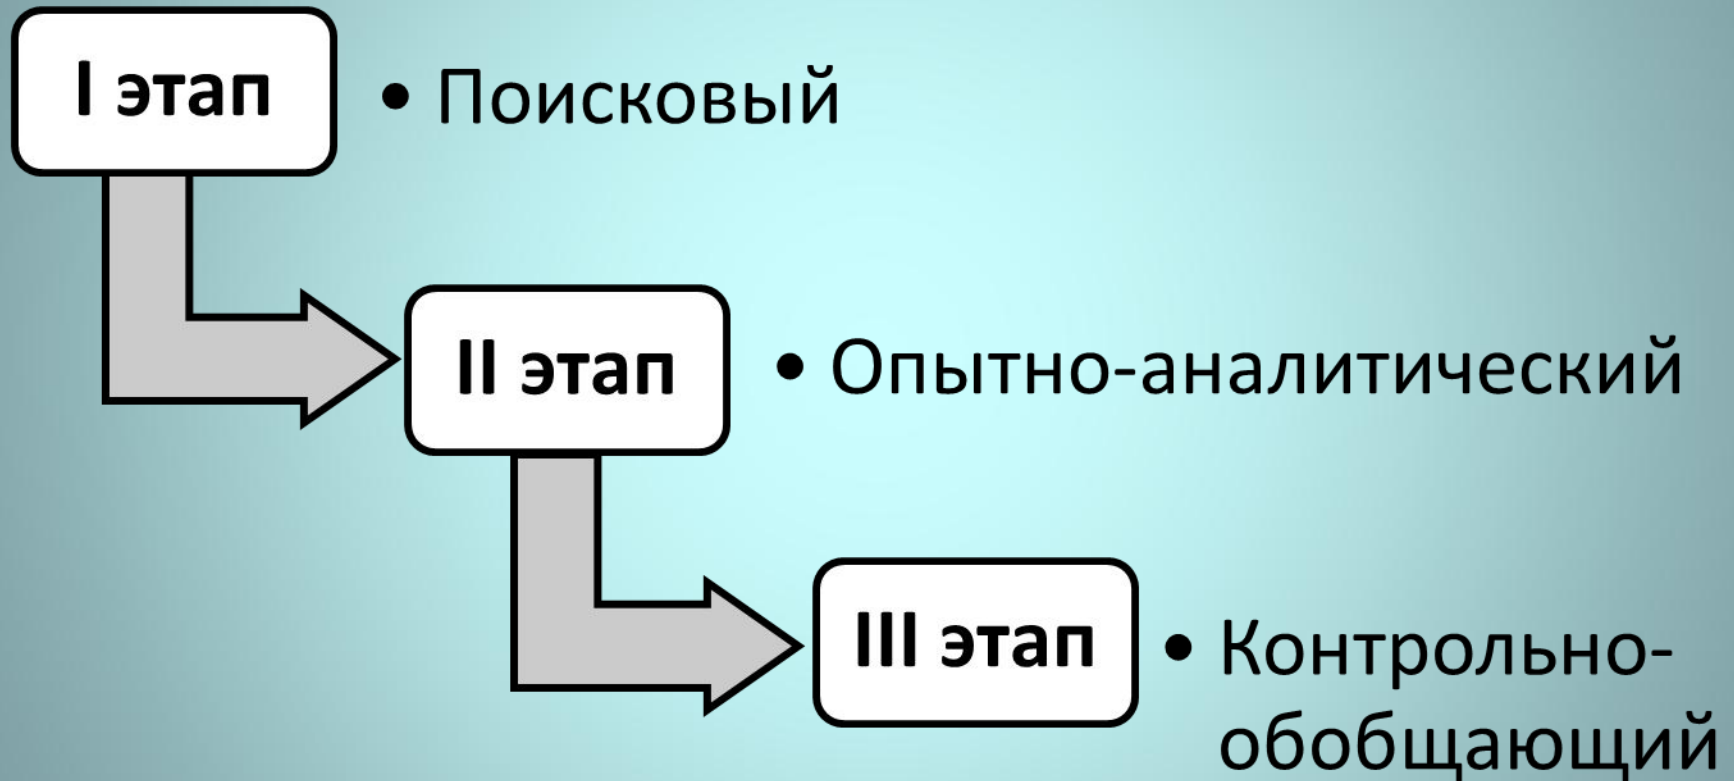 I этап
• Поисковый
II этап
• Опытно-аналитический
III этап
• Контрольно-
обобщающий